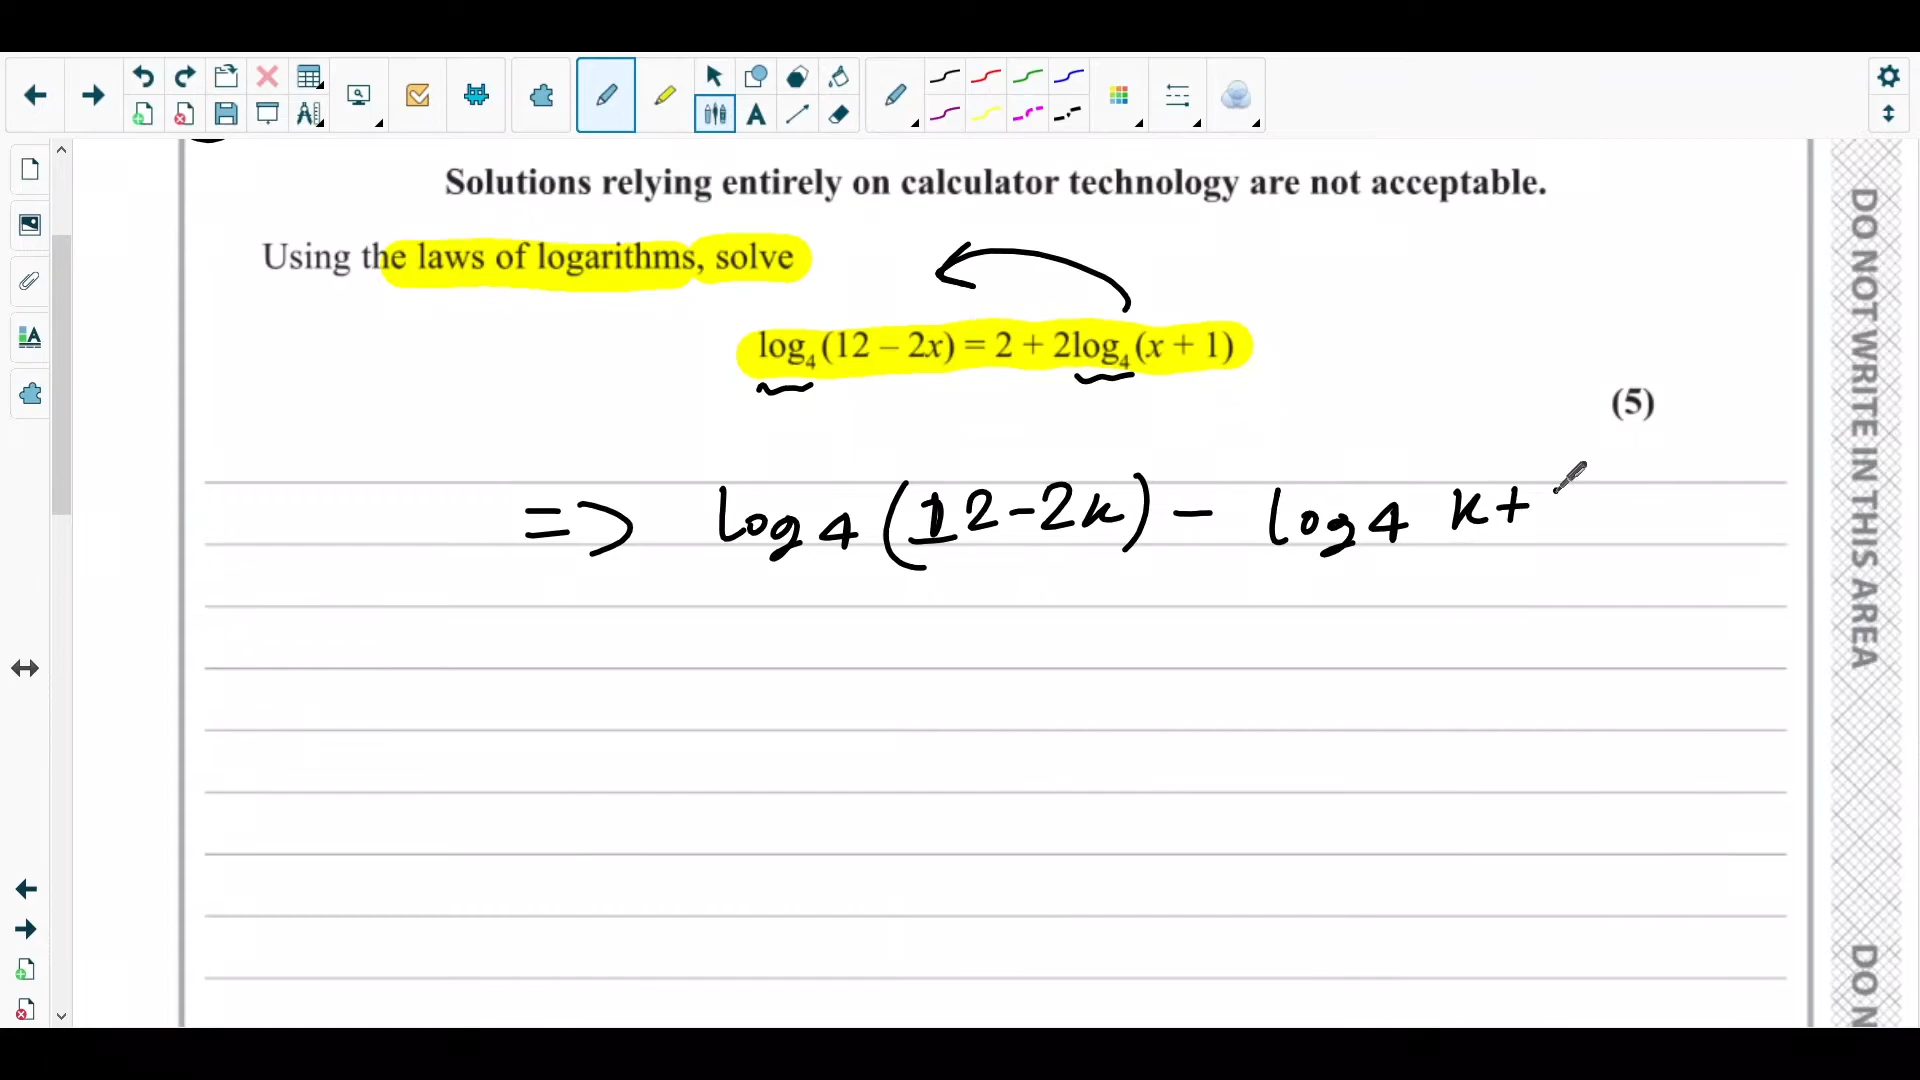 Solutions relying entirely on calculator technology are not acceptable.
Using the laws of logarithms, solve
log₄(12 – 2x) = 2 + 2log₄(x + 1)
(5)
=> log4 (12-2x) - log4 x+
DO NOT WRITE IN THIS AREA
DO N